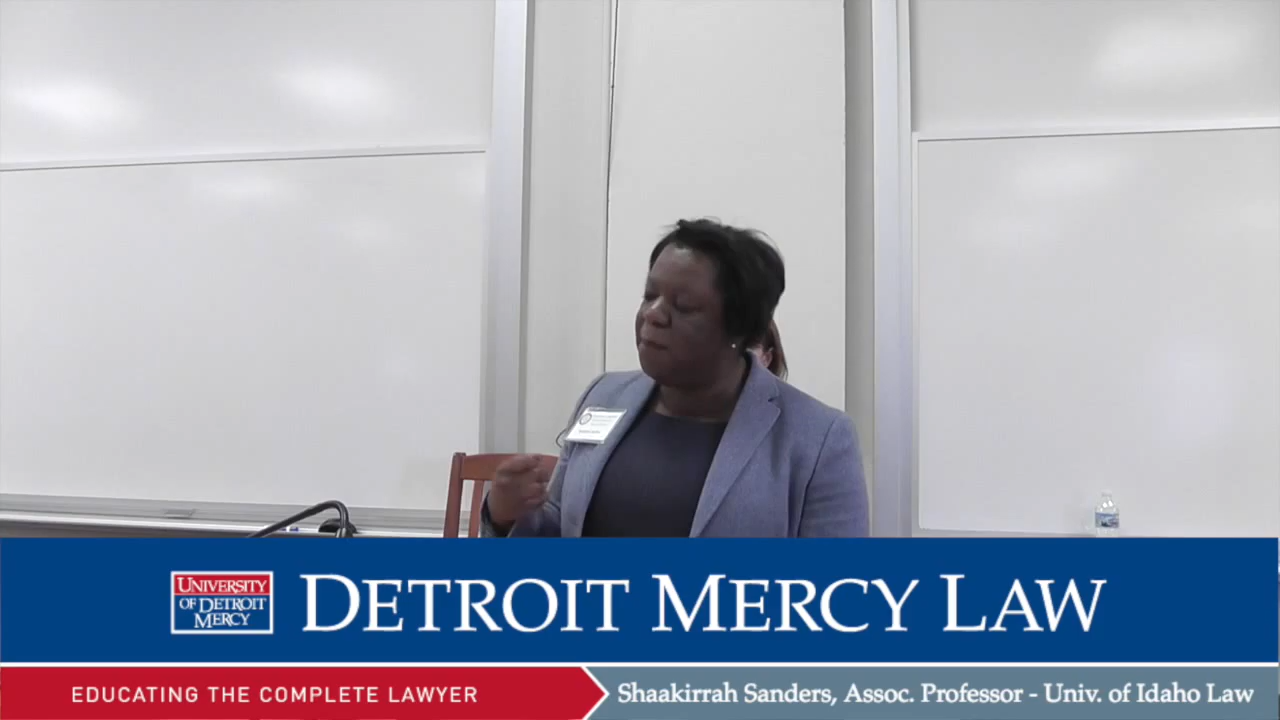 UNIVERSITY
OF DETROIT
MERCY
DETROIT MERCY LAW
EDUCATING THE COMPLETE LAWYER
Shaakirrah Sanders, Assoc. Professor - Univ. of Idaho Law